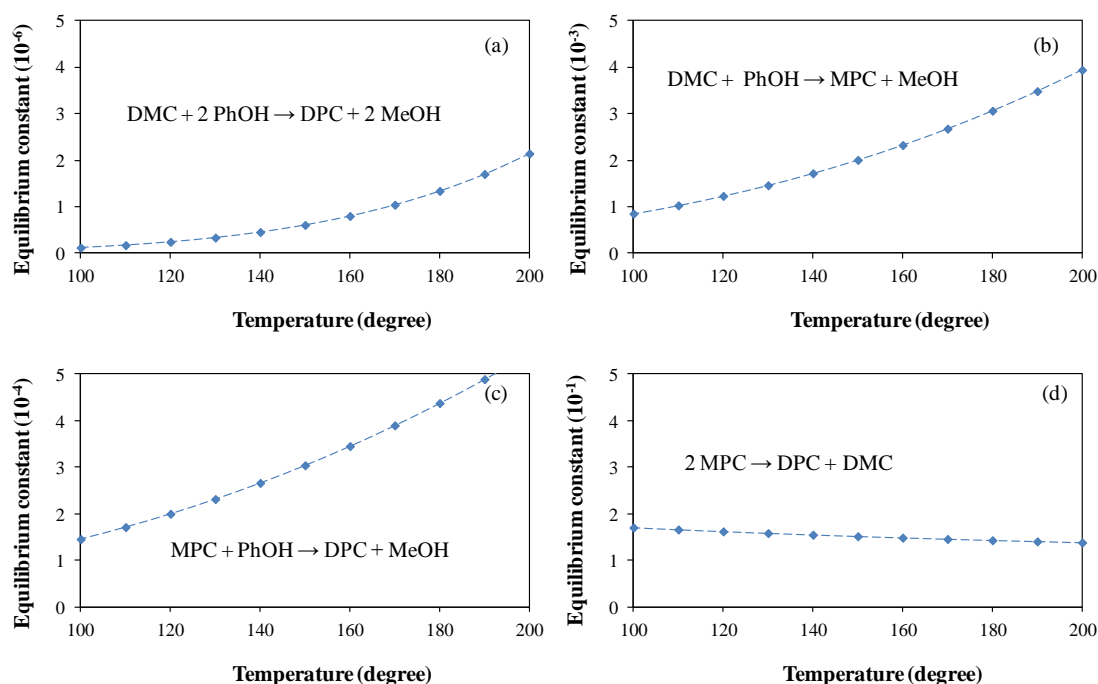 Equilibrium constant (10⁻⁶)
5
4
3
2
1
0
(a)
DMC + 2 PhOH → DPC + 2 MeOH
100 120 140 160 180 200
Temperature (degree)
Equilibrium constant (10⁻³)
5
4
3
2
1
0
(b)
DMC + PhOH → MPC + MeOH
100 120 140 160 180 200
Temperature (degree)
Equilibrium constant (10⁻⁴)
5
4
3
2
1
0
(c)
MPC + PhOH → DPC + MeOH
100 120 140 160 180 200
Temperature (degree)
Equilibrium constant (10⁻¹)
5
4
3
2
1
0
(d)
2 MPC → DPC + DMC
100 120 140 160 180 200
Temperature (degree)